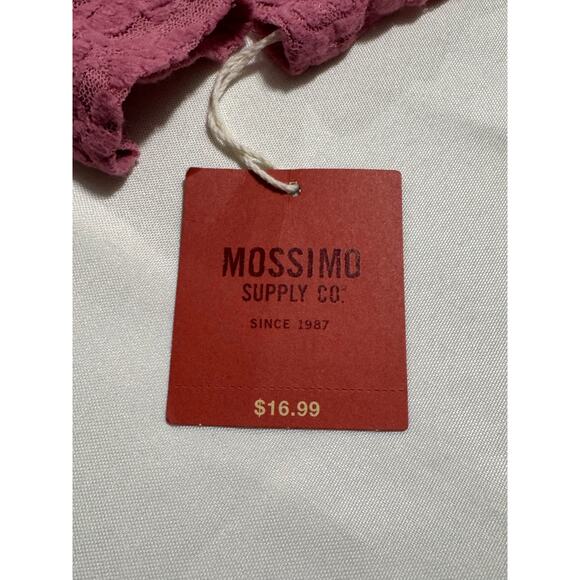 MOSSIMO
SUPPLY CO.
SINCE 1987
$16.99